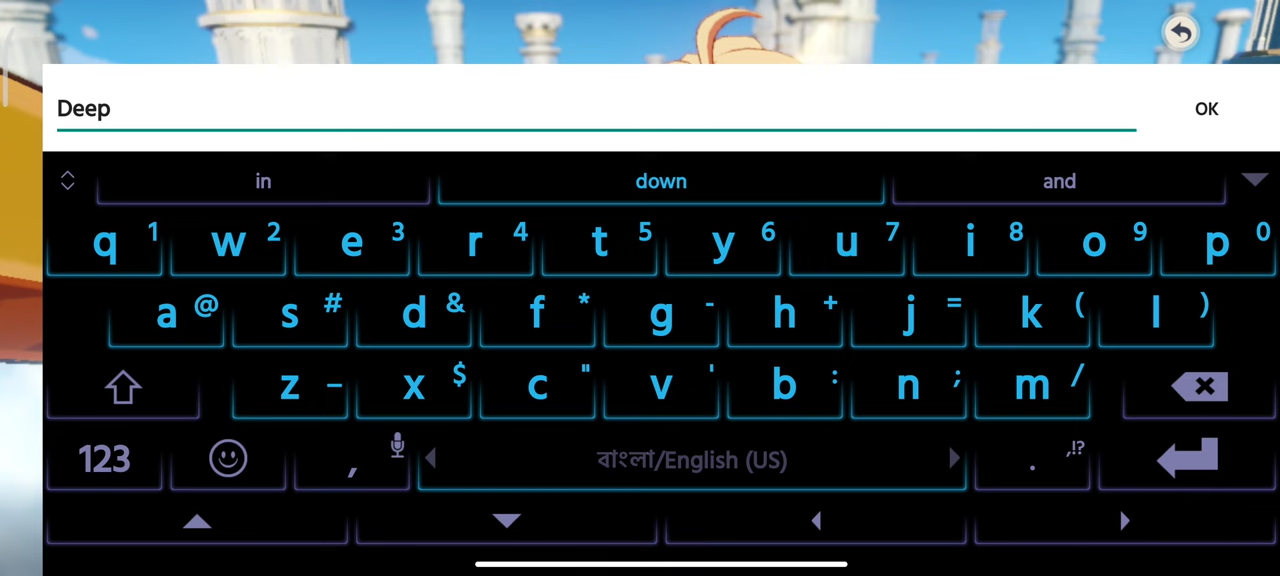 Deep
OK
in down and
q 1 w 2 e 3 r 4 t 5 y 6 u 7 i 8 o 9 p 0
a @ s # d & f * g - h + j = k ( l )
z – x $ c " v ' b : n ; m /
123 , বাংলা/English (US) . ,!?